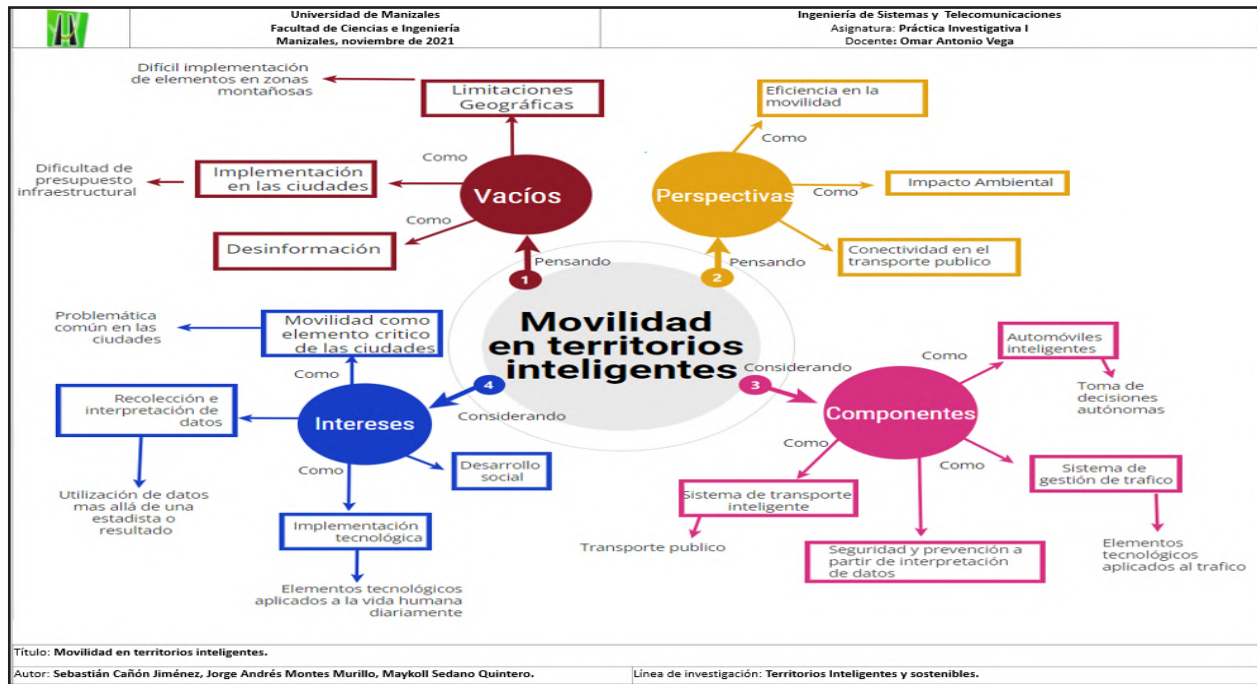 Universidad de Manizales
Facultad de Ciencias e Ingeniería
Manizales, noviembre de 2021
Ingeniería de Sistemas y Telecomunicaciones
Asignatura: Práctica Investigativa I
Docente: Omar Antonio Vega
Difícil implementación
de elementos en zonas
montañosas
Limitaciones
Geográficas
Como
Dificultad de
presupuesto
infraestructural
Implementación
en las ciudades
Como
Desinformación
Vacíos
Pensando
1
Eficiencia en la
movilidad
Como
Perspectivas
Como
Impacto Ambiental
Conectividad en el
transporte publico
Pensando
2
Movilidad
en territorios
inteligentes
Problemática
común en las
ciudades
Movilidad como
elemento critico
de las ciudades
Como
4
Considerando
Recolección e
interpretación de
datos
Intereses
Como
Desarrollo
social
Utilización de datos
mas allá de una
estadista o
resultado
Implementación
tecnológica
Elementos tecnológicos
aplicados a la vida humana
diariamente
Considerando
3
Como
Automóviles
inteligentes
Toma de
decisiones
autónomas
Componentes
Como
Como
Sistema de
gestión de trafico
Sistema de transporte
inteligente
Transporte publico
Seguridad y prevención a
partir de interpretación
de datos
Elementos
tecnológicos
aplicados al trafico
Título: Movilidad en territorios inteligentes.
Autor: Sebastián Cañón Jiménez, Jorge Andrés Montes Murillo, Maykoll Sedano Quintero.
Línea de investigación: Territorios Inteligentes y sostenibles.